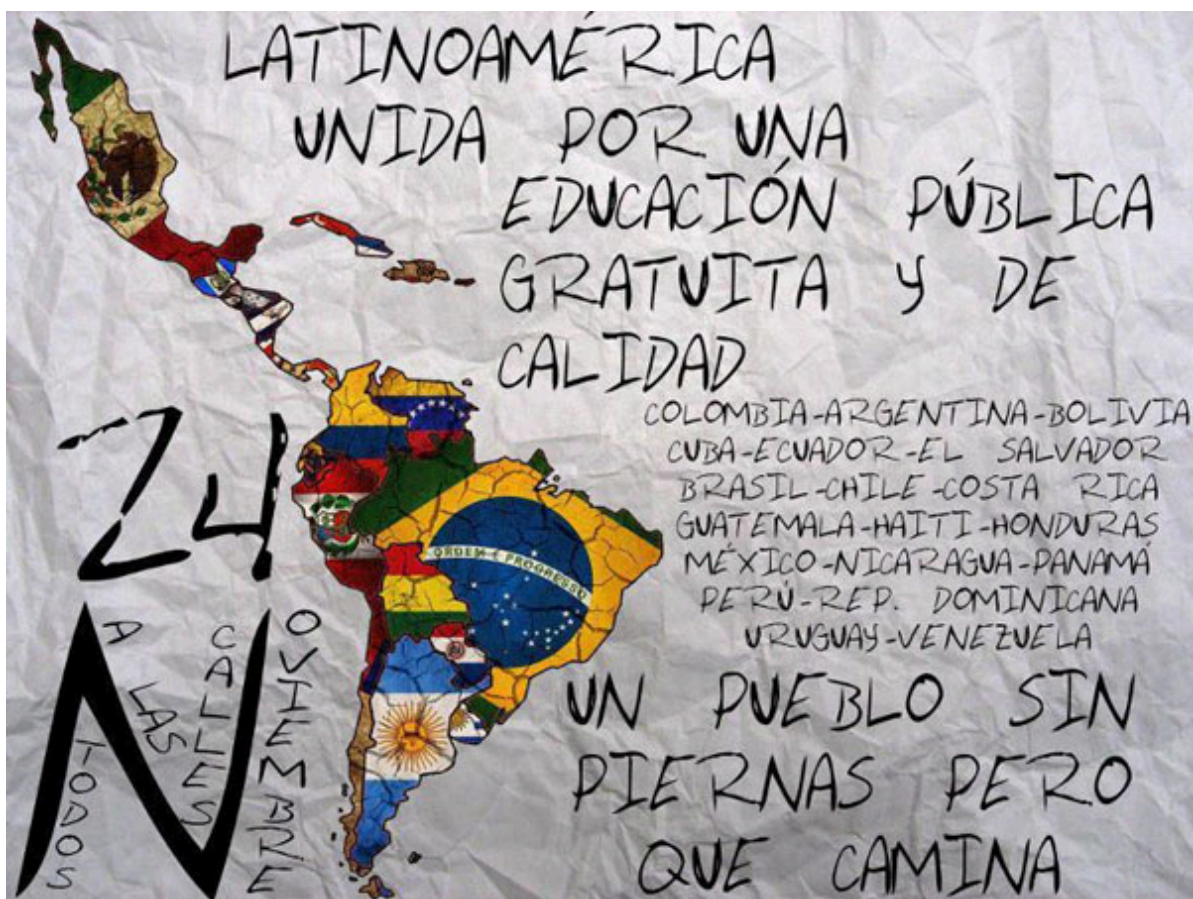 LATINOAMÉRICA
UNIDA POR UNA
EDUCACIÓN PÚBLICA
GRATUITA Y DE
CALIDAD
COLOMBIA-ARGENTINA-BOLIVIA
CUBA-ECUADOR-EL SALVADOR
BRASIL-CHILE-COSTA RICA
GUATEMALA-HAITI-HONDURAS
MÉXICO-NICARAGUA-PANAMÁ
PERÚ-REP. DOMINICANA
URUGUAY-VENEZUELA
24
NOVIEMBRE
TODOS
A LAS
CALLES
ORDEM E PROGRESSO
UN PUEBLO SIN
PIERNAS PERO
QUE CAMINA